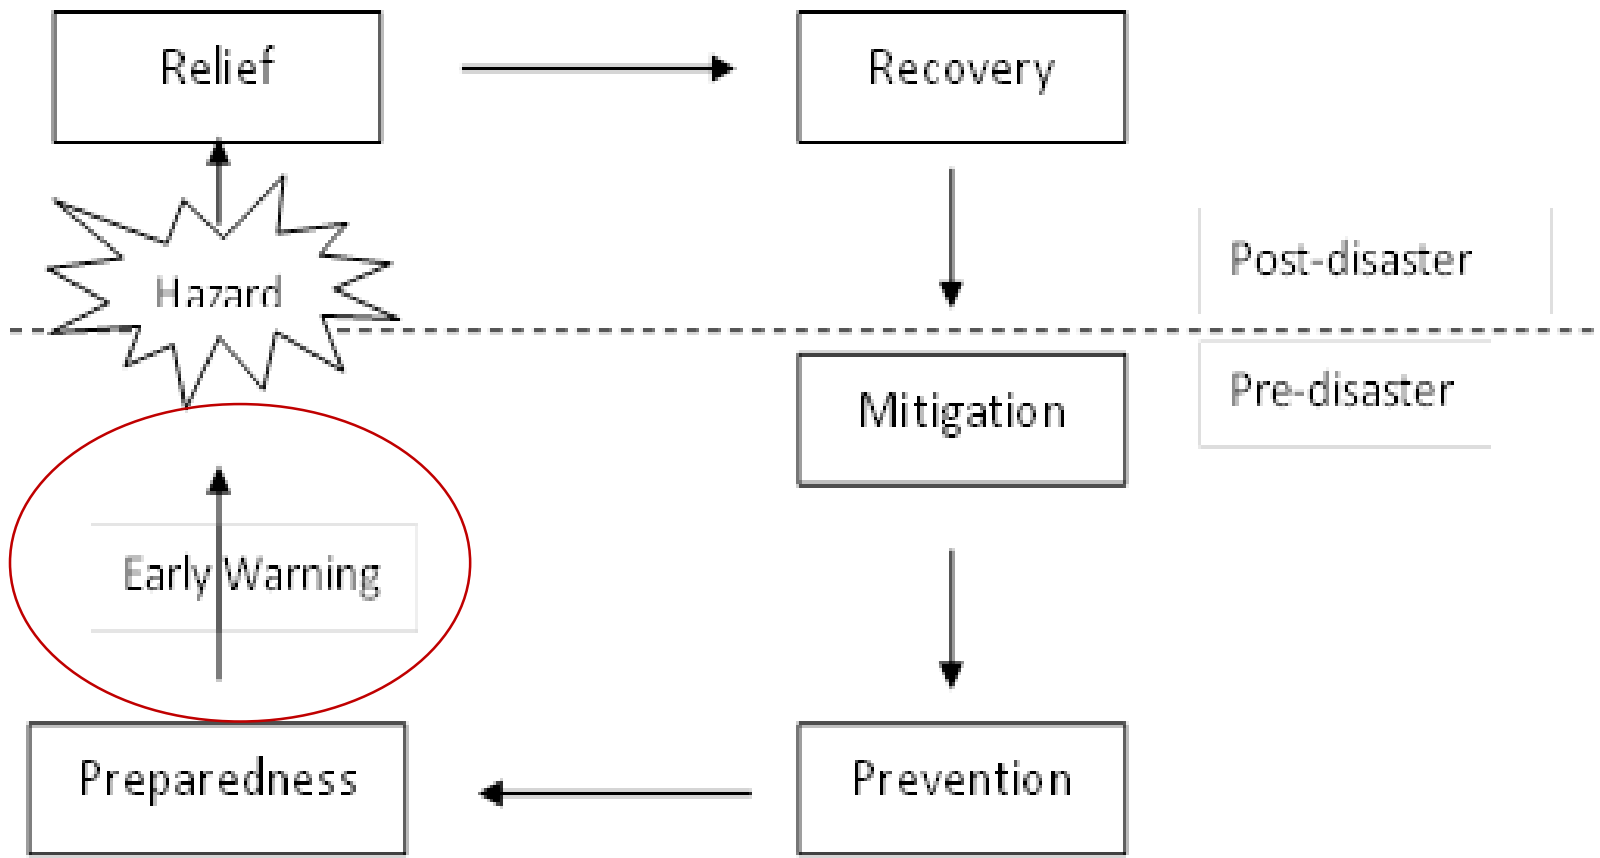 Relief
Recovery
Hazard
Post-disaster
Pre-disaster
Mitigation
Early Warning
Preparedness
Prevention